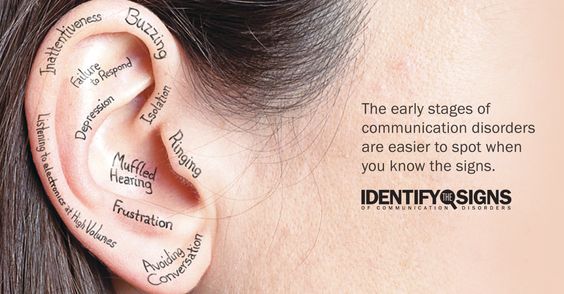 Inattentiveness
Buzzing
Failure
to Respond
Depression
Isolation
Listening to electronics at High Volumes
Muffled
Hearing
Ringing
Frustration
Avoiding
Conversation
The early stages of
communication disorders
are easier to spot when
you know the signs.
IDENTIFY THE SIGNS
OF COMMUNICATION DISORDERS